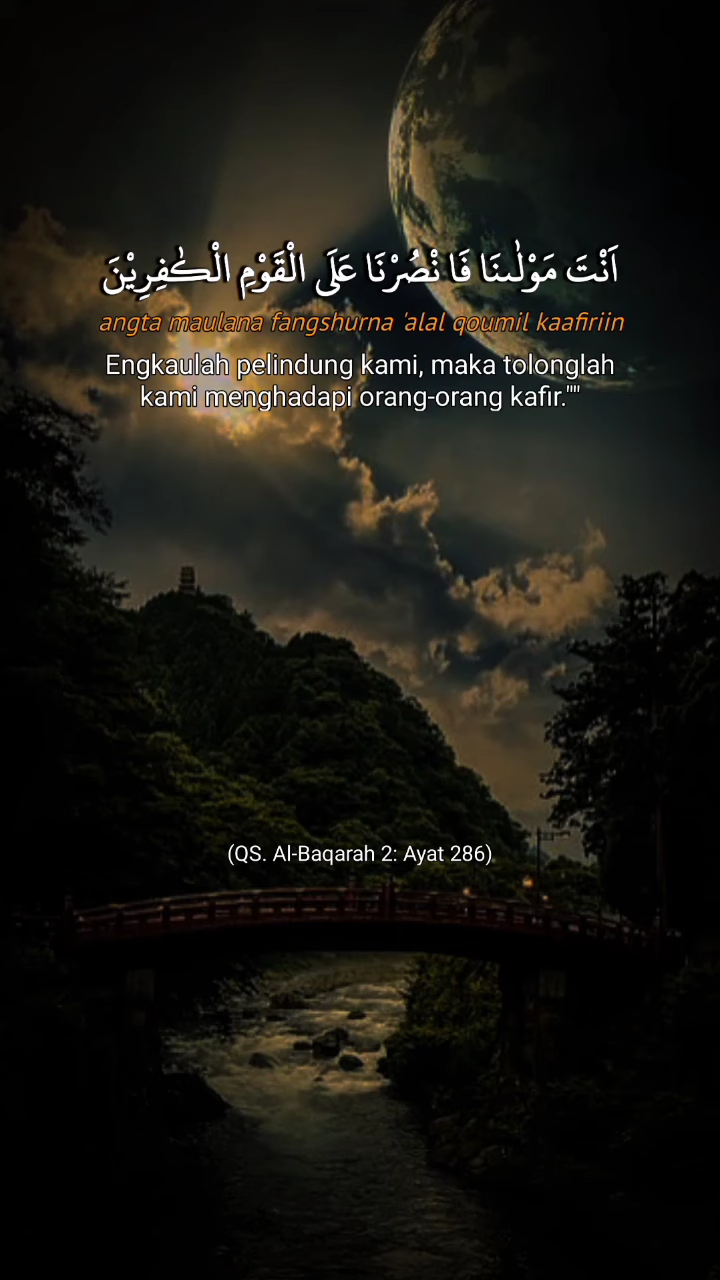 اَنْتَ مَوْلٰٮنَا فَا نْصُرْنَا عَلَى الْقَوْمِ الْكٰفِرِيْنَ
angta maulana fangshurna 'alal qoumil kaafiriin
Engkaulah pelindung kami, maka tolonglah
kami menghadapi orang-orang kafir.""
(QS. Al-Baqarah 2: Ayat 286)